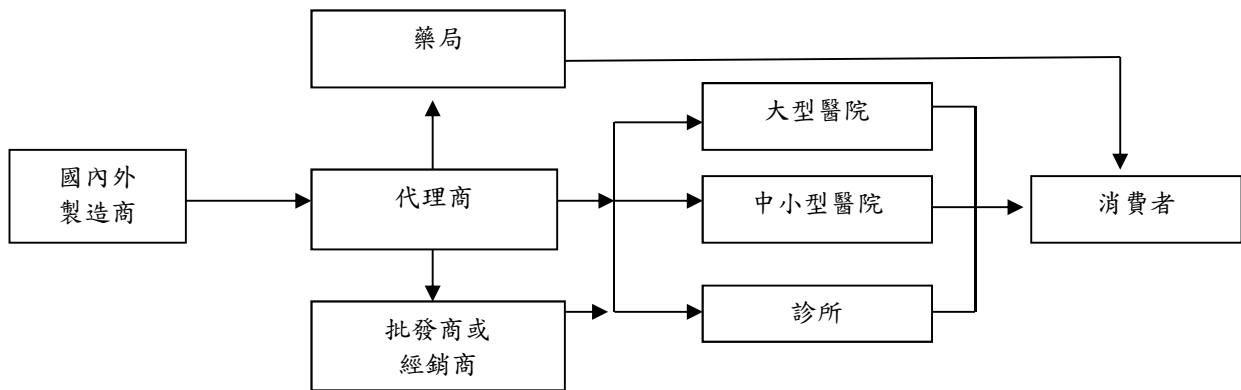 藥局
大型醫院
國內外
製造商
代理商
中小型醫院
消費者
批發商或
經銷商
診所